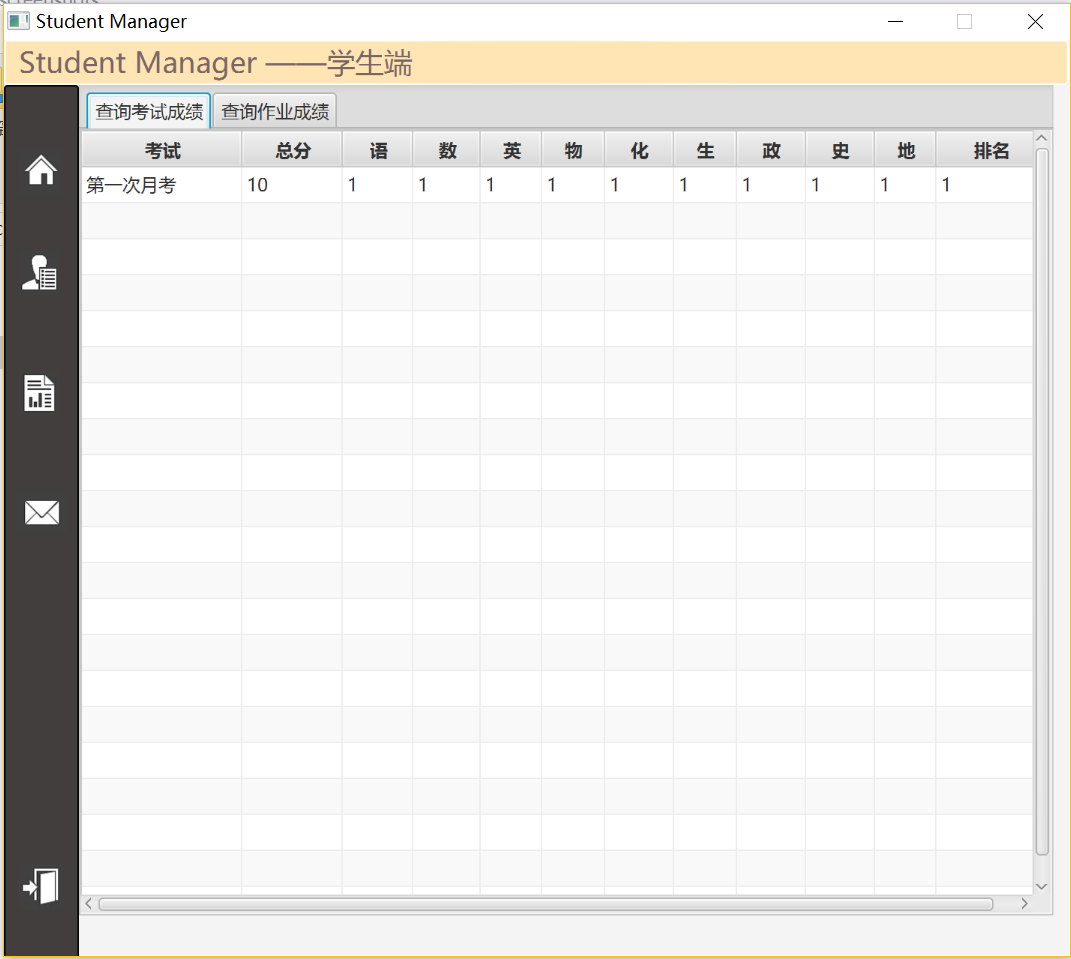 Student Manager
Student Manager ——学生端
查询考试成绩 查询作业成绩
考试 总分 语 数 英 物 化 生 政 史 地 排名
第一次月考 10 1 1 1 1 1 1 1 1 1 1